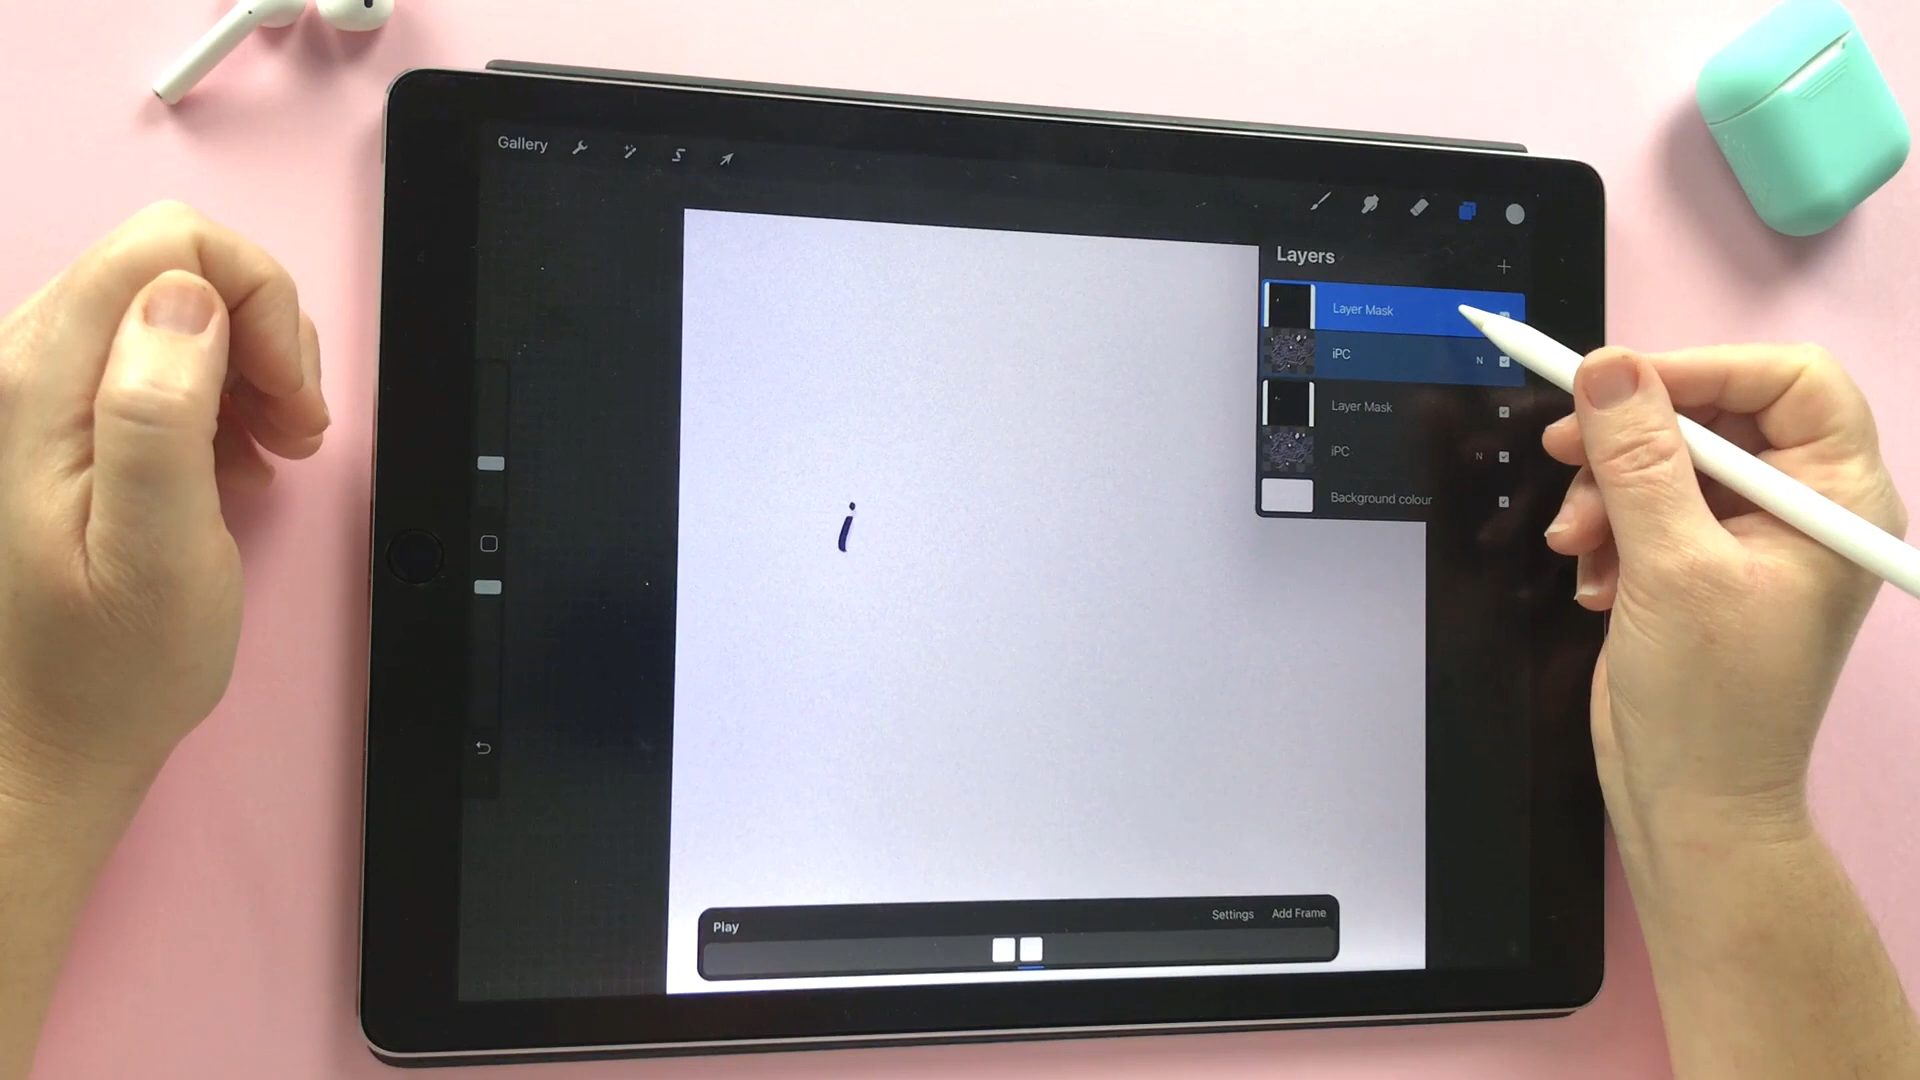 Gallery
Layers
Layer Mask
iPC N
Layer Mask
iPC N
Background colour
i
Play Settings Add Frame